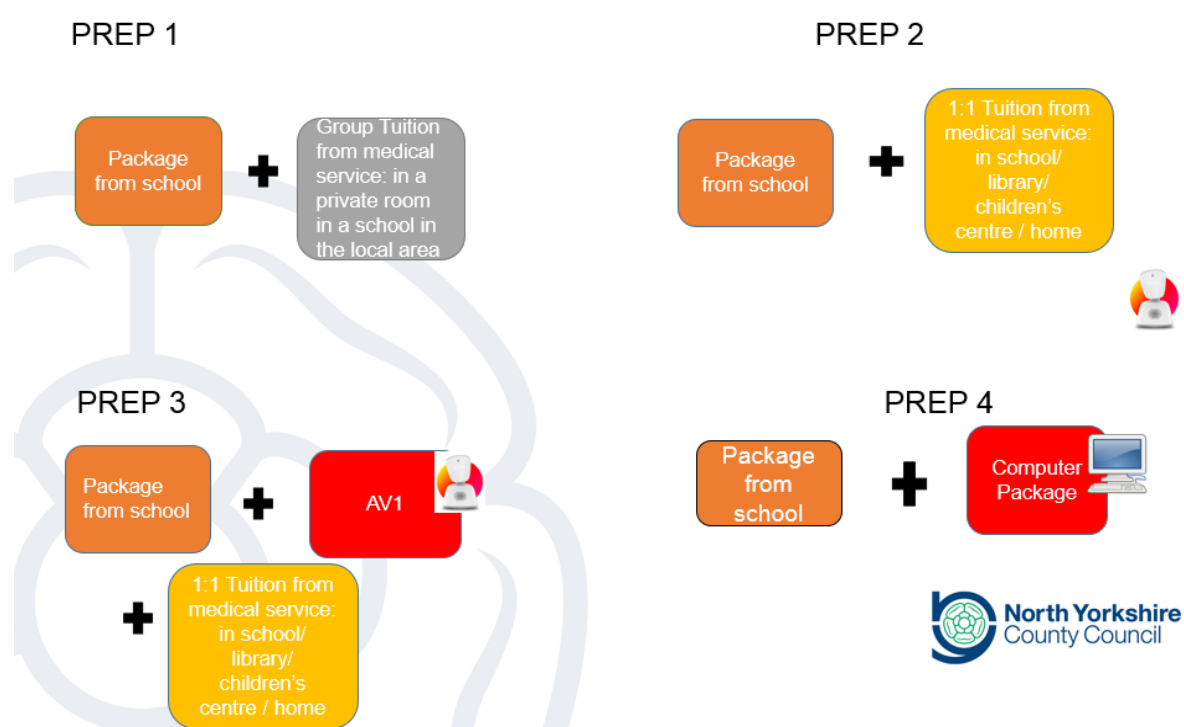 PREP 1
Package
from school
Group Tuition
from medical
service: in a
private room
in a school in
the local area
PREP 2
Package
from school
1:1 Tuition from
medical service:
in school/
library/
children's
centre / home
PREP 3
Package
from school
AV1
1:1 Tuition from
medical service:
in school/
library/
children's
centre / home
PREP 4
Package
from
school
Computer
Package
North Yorkshire
County Council